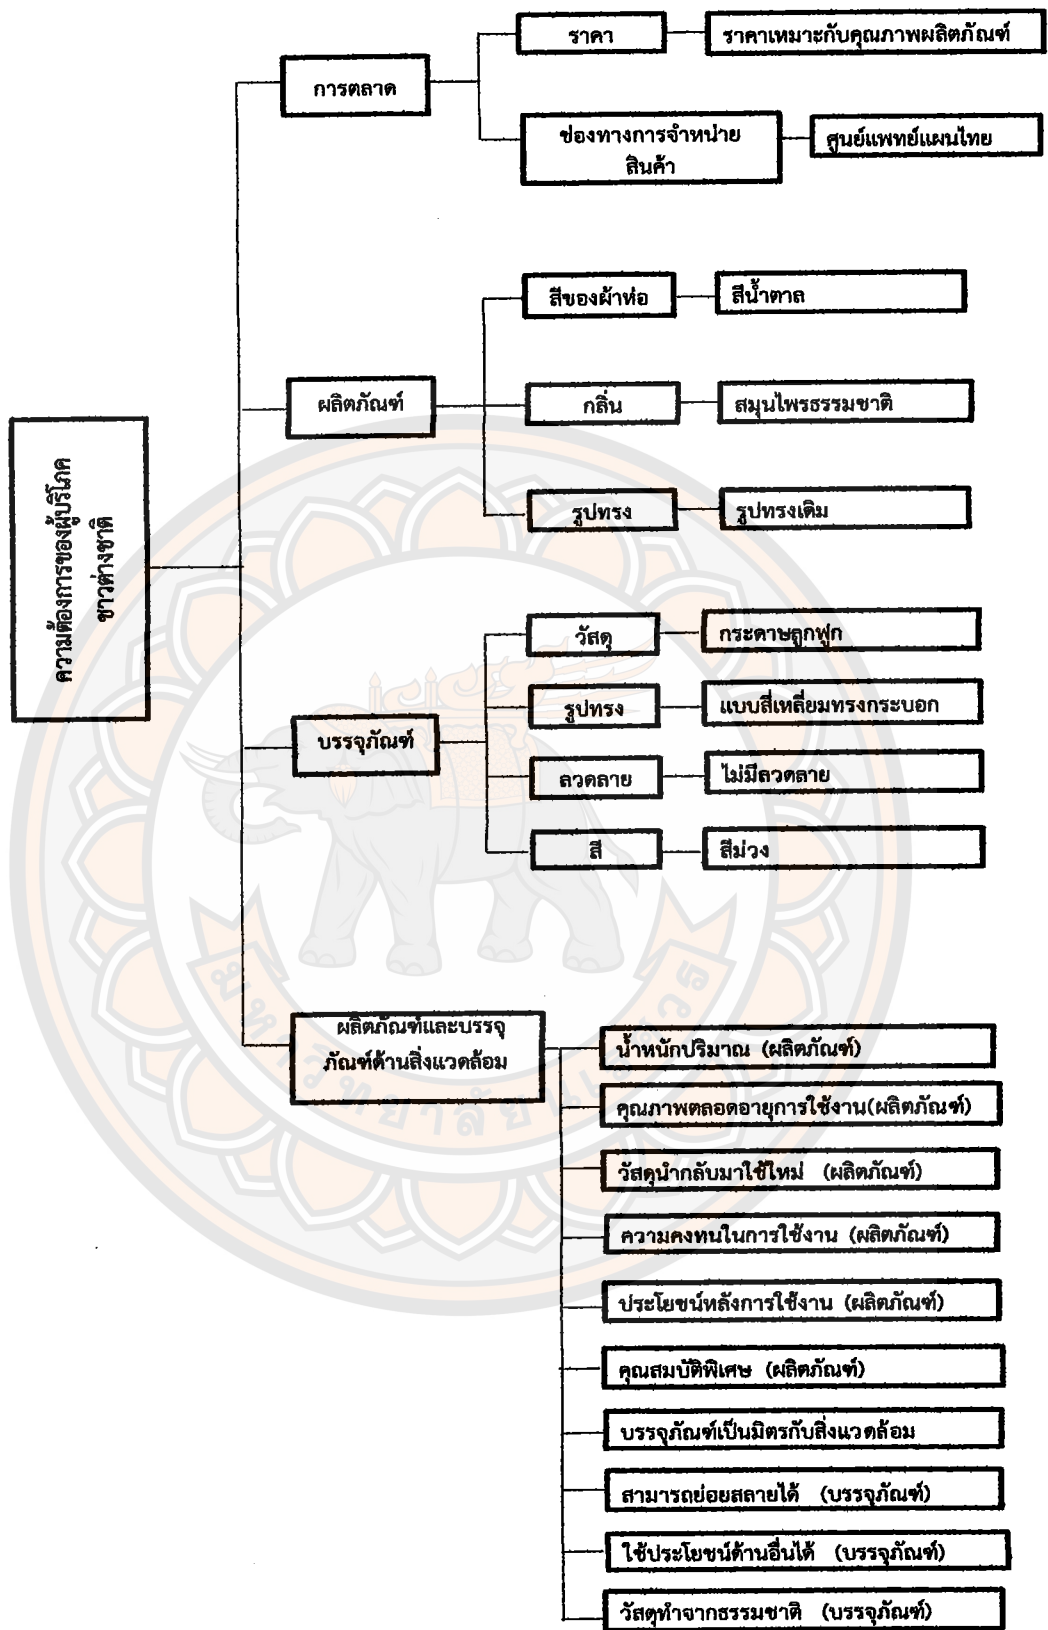 ความต้องการของผู้บริโภค
ชาวต่างชาติ
การตลาด
ราคา
ราคาเหมาะกับคุณภาพผลิตภัณฑ์
ช่องทางการจำหน่าย
สินค้า
ศูนย์แพทย์แผนไทย
ผลิตภัณฑ์
สีของผ้าห่อ
สีน้ำตาล
กลิ่น
สมุนไพรธรรมชาติ
รูปทรง
รูปทรงเดิม
บรรจุภัณฑ์
วัสดุ
กระดาษลูกฟูก
รูปทรง
แบบสี่เหลี่ยมทรงกระบอก
ลวดลาย
ไม่มีลวดลาย
สี
สีม่วง
ผลิตภัณฑ์และบรรจุ
ภัณฑ์ด้านสิ่งแวดล้อม
น้ำหนักปริมาณ (ผลิตภัณฑ์)
คุณภาพตลอดอายุการใช้งาน(ผลิตภัณฑ์)
วัสดุนำกลับมาใช้ใหม่ (ผลิตภัณฑ์)
ความคงทนในการใช้งาน (ผลิตภัณฑ์)
ประโยชน์หลังการใช้งาน (ผลิตภัณฑ์)
คุณสมบัติพิเศษ (ผลิตภัณฑ์)
บรรจุภัณฑ์เป็นมิตรกับสิ่งแวดล้อม
สามารถย่อยสลายได้ (บรรจุภัณฑ์)
ใช้ประโยชน์ด้านอื่นได้ (บรรจุภัณฑ์)
วัสดุทำจากธรรมชาติ (บรรจุภัณฑ์)
มหาวิทยาลัยนเรศวร